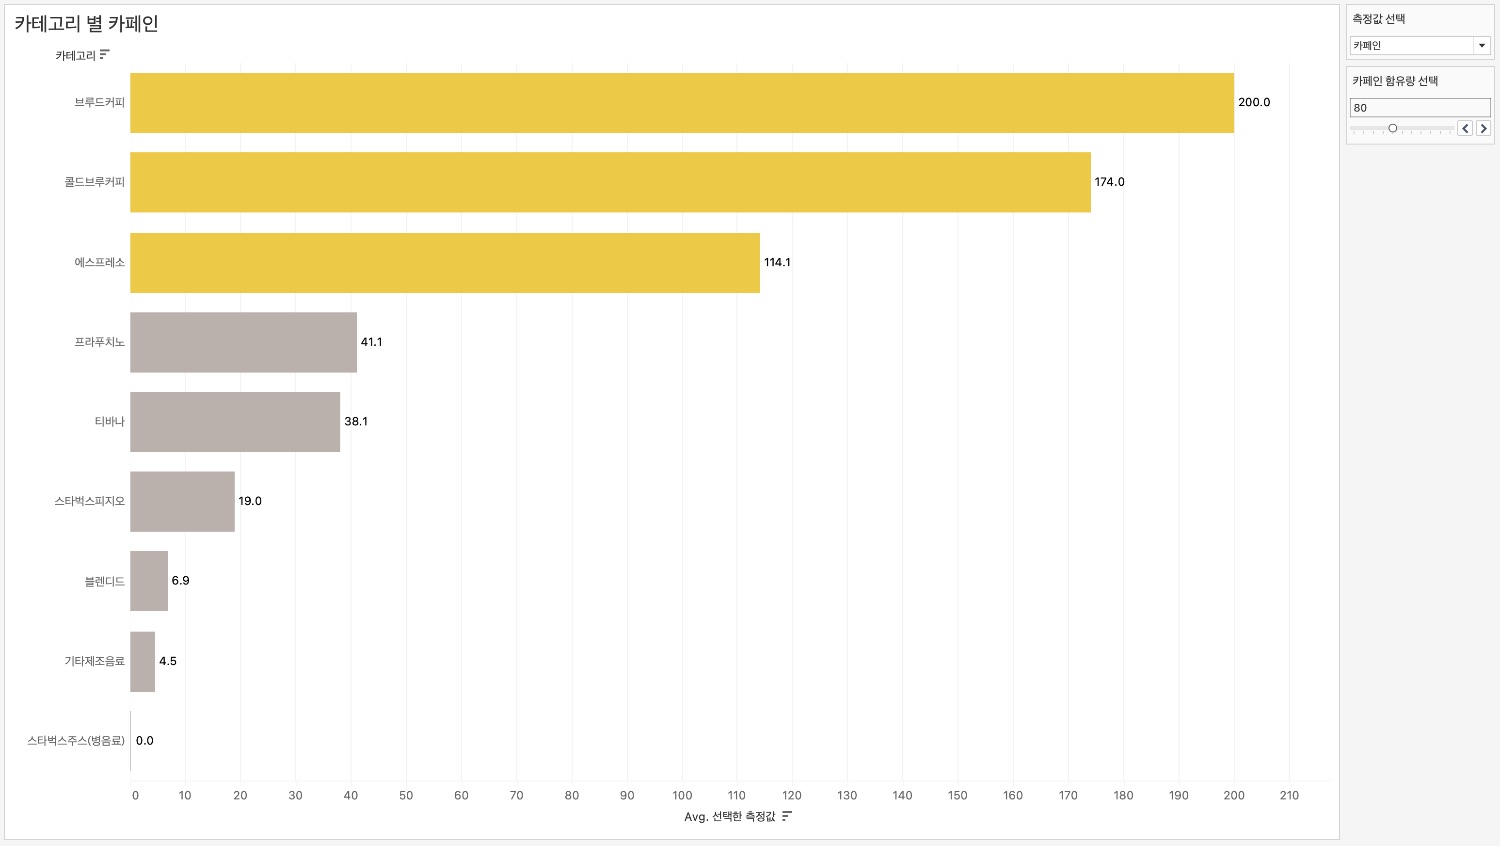 카테고리 별 카페인
카테고리
브루드커피
200.0
콜드브루커피
174.0
에스프레소
114.1
프라푸치노
41.1
티바나
38.1
스타벅스피지오
19.0
블렌디드
6.9
기타제조음료
4.5
스타벅스주스(병음료)
0.0
0 10 20 30 40 50 60 70 80 90 100 110 120 130 140 150 160 170 180 190 200 210
Avg. 선택한 측정값
측정값 선택
카페인
카페인 함유량 선택
80